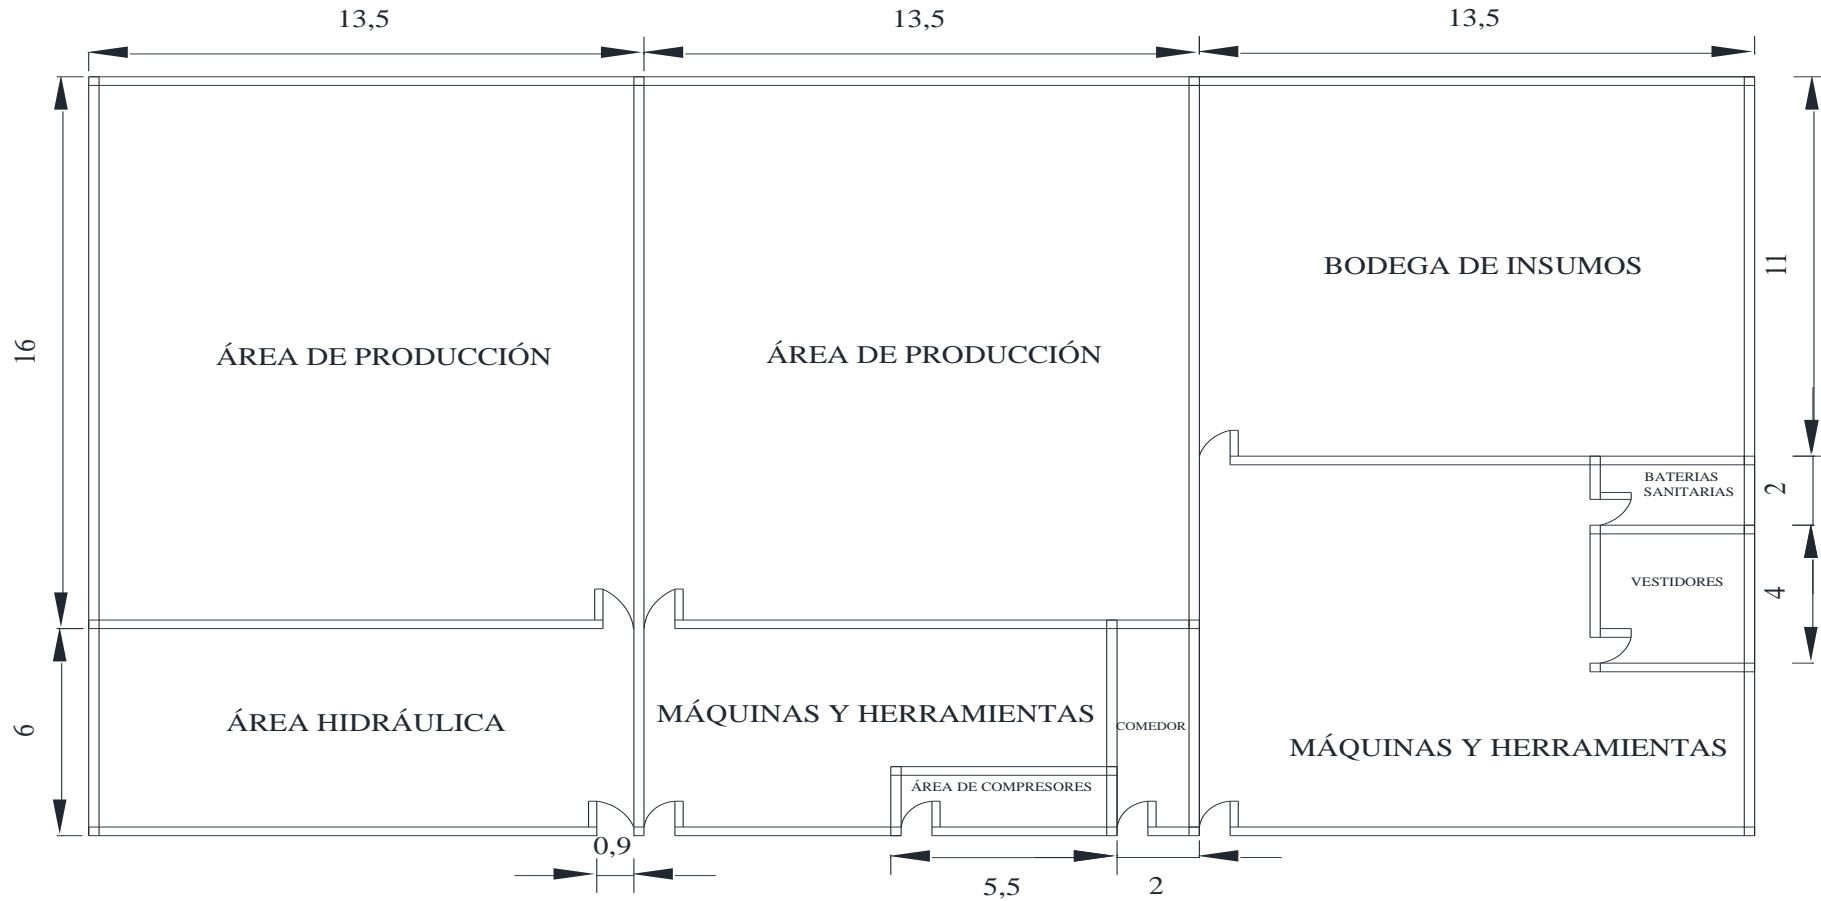 13,5
13,5
13,5
BODEGA DE INSUMOS
11
16
ÁREA DE PRODUCCIÓN
ÁREA DE PRODUCCIÓN
BATERIAS
SANITARIAS
2
VESTIDORES
4
6
ÁREA HIDRÁULICA
MÁQUINAS Y HERRAMIENTAS
COMEDOR
MÁQUINAS Y HERRAMIENTAS
ÁREA DE COMPRESORES
0,9
5,5
2